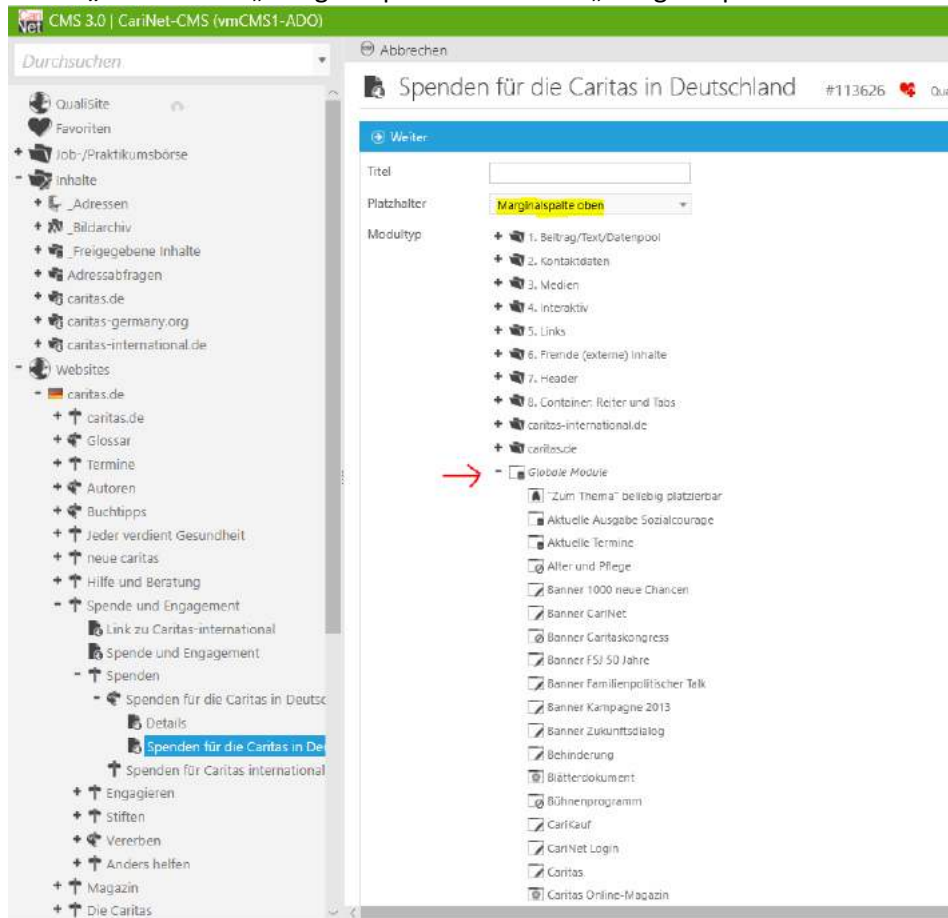 CMS 3.0 | CariNet-CMS (vmCMS1-ADO)
Durchsuchen
QualiSite
Favoriten
Job-/Praktikumsbörse
Inhalte
_Adressen
_Bildarchiv
_Freigegebene Inhalte
Adressabfragen
caritas.de
caritas-germany.org
caritas-international.de
Websites
caritas.de
caritas.de
Glossar
Termine
Autoren
Buchtipps
Jeder verdient Gesundheit
neue caritas
Hilfe und Beratung
Spende und Engagement
Link zu Caritas-international
Spende und Engagement
Spenden
Spenden für die Caritas in Deutsc
Details
Spenden für die Caritas in De
Spenden für Caritas international
Engagieren
Stiften
Vererben
Anders helfen
Magazin
Die Caritas
Abbrechen
Spenden für die Caritas in Deutschland #113626
Weiter
Titel
Platzhalter Marginalspalte oben
Modultyp
1. Beitrag/Text/Datenpool
2. Kontaktdaten
3. Medien
4. Interaktiv
5. Links
6. Fremde (externe) Inhalte
7. Header
8. Container: Reiter und Tabs
caritas-international.de
caritas.de
Globale Module
"Zum Thema" beliebig platzierbar
Aktuelle Ausgabe Sozialcourage
Aktuelle Termine
Alter und Pflege
Banner 1000 neue Chancen
Banner CariNet
Banner Caritaskongress
Banner FSJ 50 Jahre
Banner Familienpolitischer Talk
Banner Kampagne 2013
Banner Zukunftsdialog
Behinderung
Blätterdokument
Bühnenprogramm
CariKauf
CariNet Login
Caritas
Caritas Online-Magazin